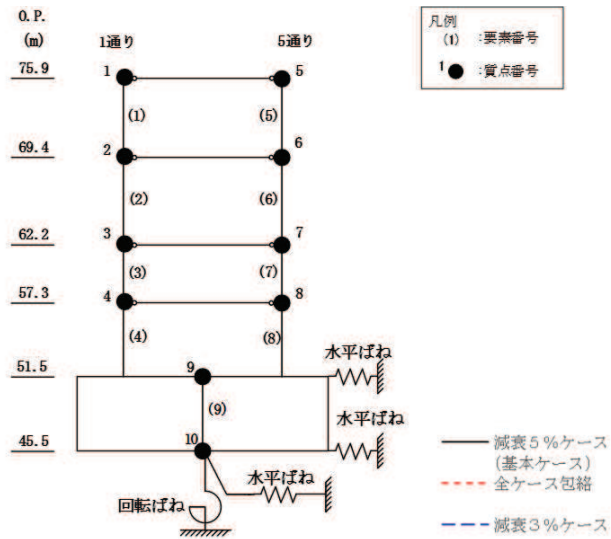 O.P.
(m)
1通り
5通り
凡例
(1) :要素番号
1 :質点番号
75.9
1
5
(1)
(5)
69.4
2
6
(2)
(6)
62.2
3
7
(3)
(7)
57.3
4
8
(4)
(8)
水平ばね
51.5
9
(9)
水平ばね
45.5
10
水平ばね
回転ばね
減衰5%ケース
(基本ケース)
全ケース包絡
減衰3%ケース